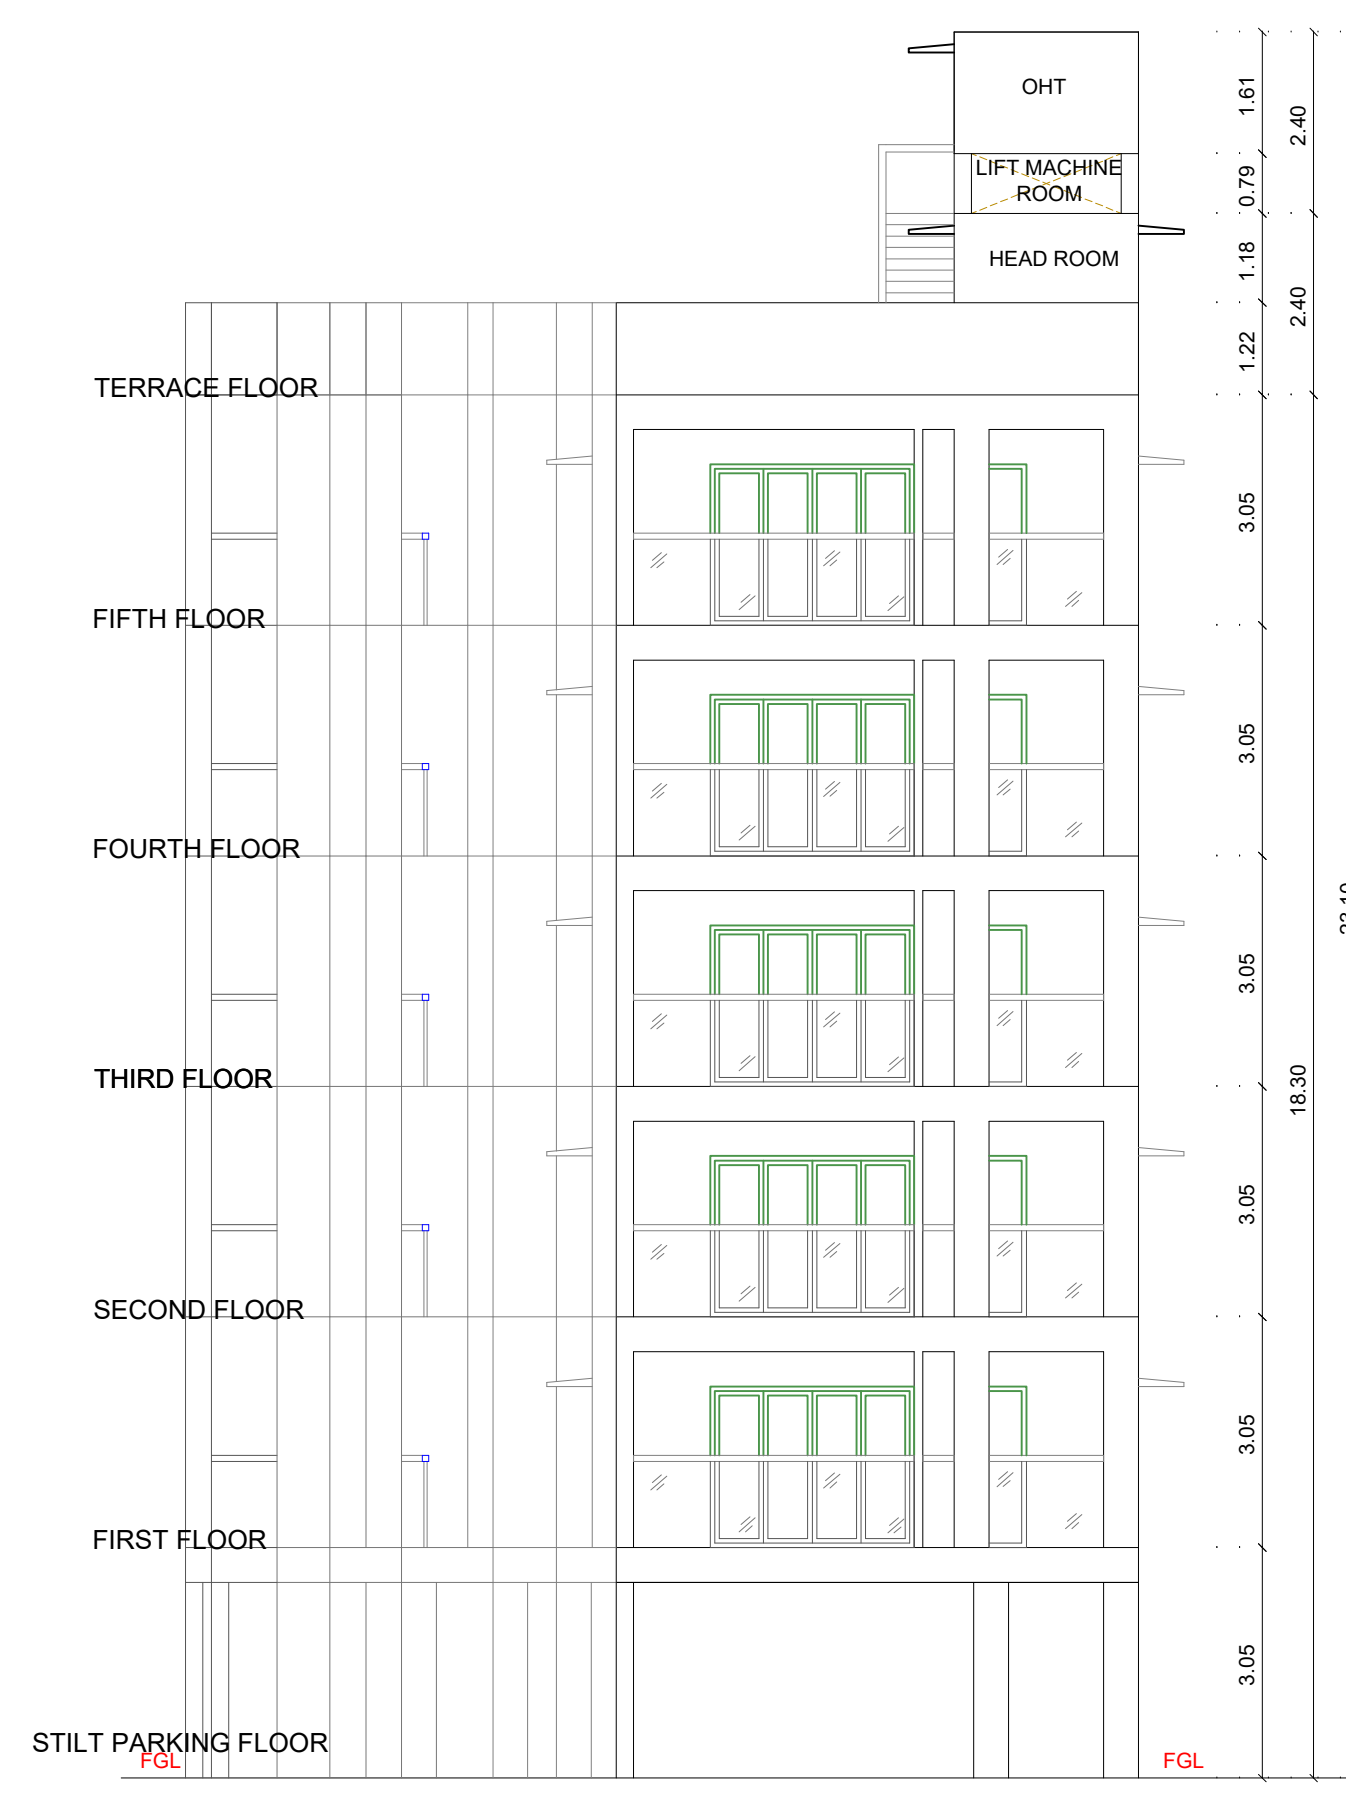 OHT
1.61
2.40
LIFT MACHINE
ROOM
0.79
HEAD ROOM
1.18
2.40
1.22
TERRACE FLOOR
3.05
FIFTH FLOOR
3.05
FOURTH FLOOR
3.05
THIRD FLOOR
18.30
3.05
SECOND FLOOR
3.05
FIRST FLOOR
3.05
STILT PARKING FLOOR
FGL
FGL